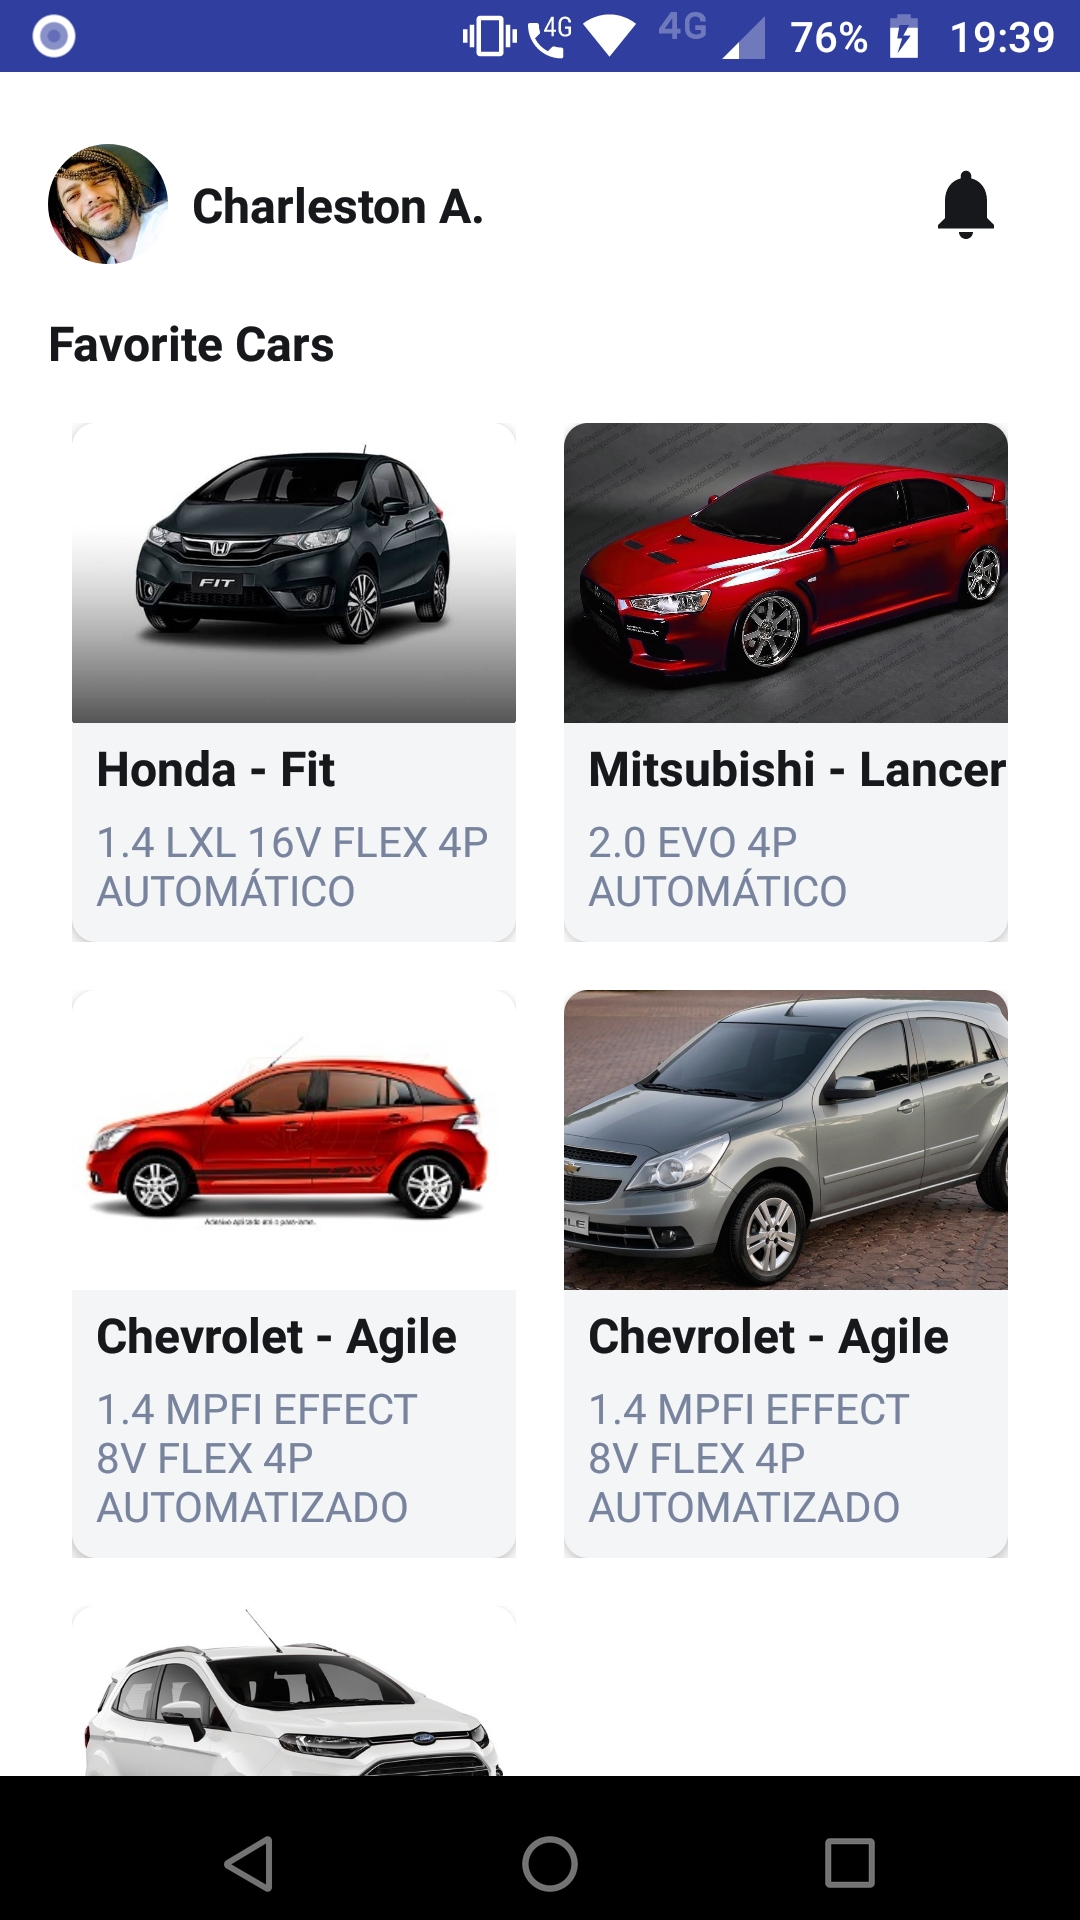 4G 4G 76% 19:39
Charleston A.
Favorite Cars
FIT
Honda - Fit
1.4 LXL 16V FLEX 4P
AUTOMÁTICO
Mitsubishi - Lancer
2.0 EVO 4P
AUTOMÁTICO
Chevrolet - Agile
1.4 MPFI EFFECT
8V FLEX 4P
AUTOMATIZADO
Chevrolet - Agile
1.4 MPFI EFFECT
8V FLEX 4P
AUTOMATIZADO